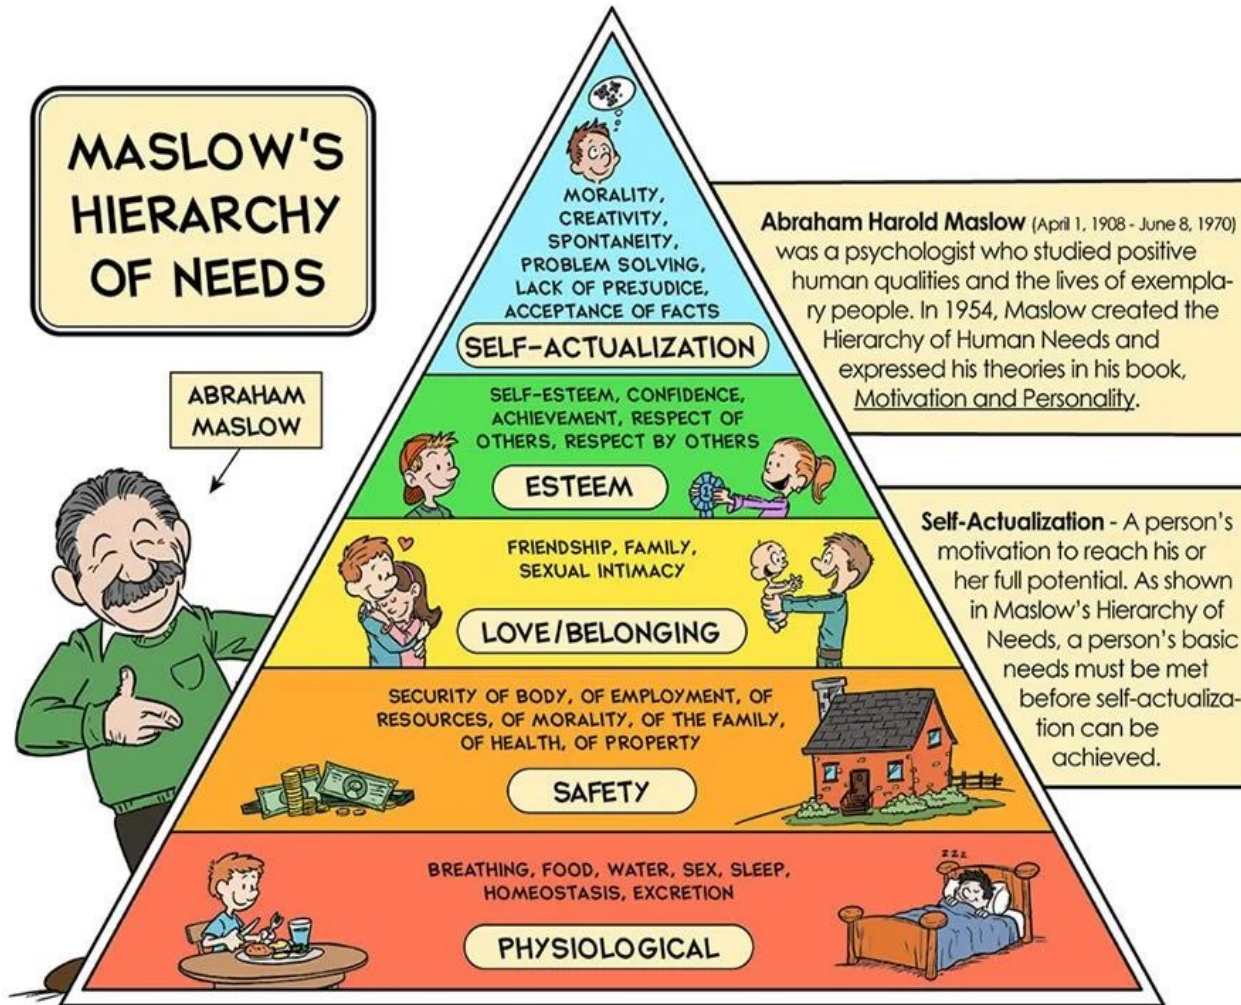 MASLOW'S
HIERARCHY
OF NEEDS
ABRAHAM
MASLOW
MORALITY,
CREATIVITY,
SPONTANEITY,
PROBLEM SOLVING,
LACK OF PREJUDICE,
ACCEPTANCE OF FACTS
SELF-ACTUALIZATION
SELF-ESTEEM, CONFIDENCE,
ACHIEVEMENT, RESPECT OF
OTHERS, RESPECT BY OTHERS
ESTEEM
1
FRIENDSHIP, FAMILY,
SEXUAL INTIMACY
LOVE/BELONGING
SECURITY OF BODY, OF EMPLOYMENT, OF
RESOURCES, OF MORALITY, OF THE FAMILY,
OF HEALTH, OF PROPERTY
SAFETY
BREATHING, FOOD, WATER, SEX, SLEEP,
HOMEOSTASIS, EXCRETION
PHYSIOLOGICAL
zzz
Abraham Harold Maslow (April 1, 1908 - June 8, 1970)
was a psychologist who studied positive
human qualities and the lives of exempla-
ry people. In 1954, Maslow created the
Hierarchy of Human Needs and
expressed his theories in his book,
Motivation and Personality.
Self-Actualization - A person's
motivation to reach his or
her full potential. As shown
in Maslow's Hierarchy of
Needs, a person's basic
needs must be met
before self-actualiza-
tion can be
achieved.